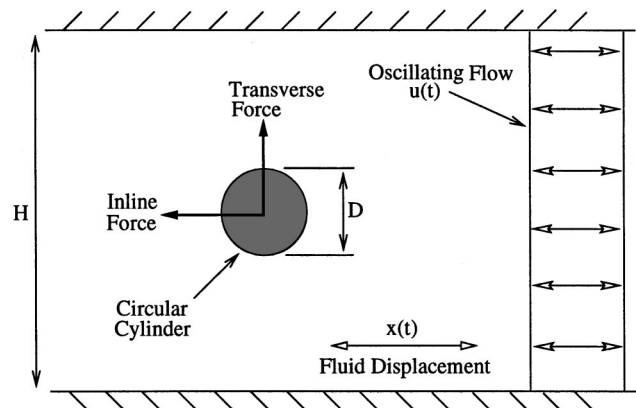 Transverse
Force
Oscillating Flow
u(t)
Inline
Force
H
D
Circular
Cylinder
x(t)
Fluid Displacement